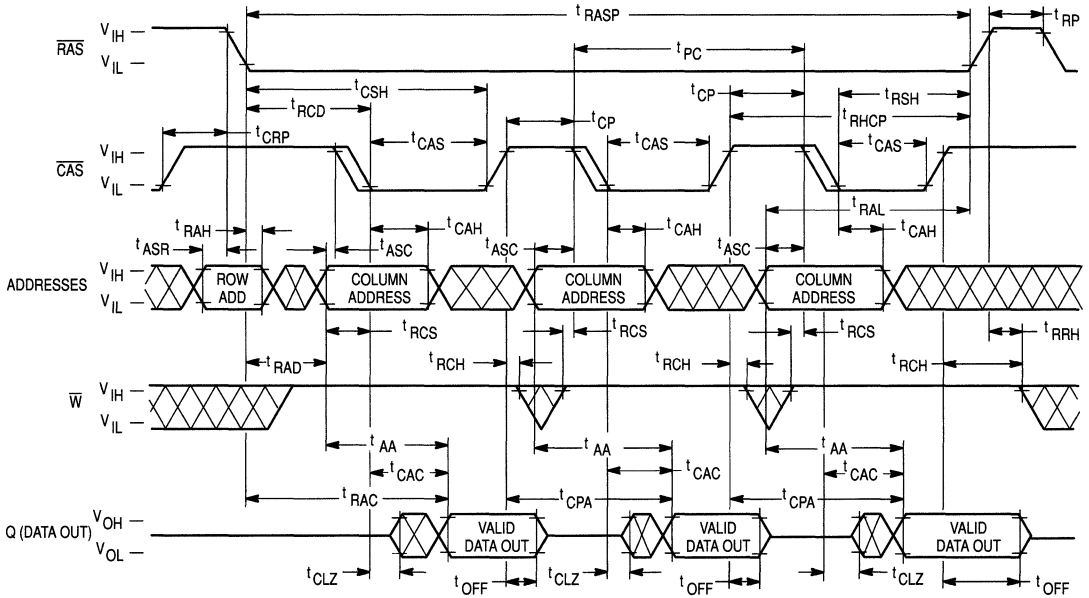 tRASP
tRP
RAS
VIH
VIL
tPC
tCSH
tCP
tRSH
tRCD
tRHCP
tCRP
tCP
tCAS
tCAS
tCAS
CAS
VIH
VIL
tRAL
tRAH
tCAH
tCAH
tCAH
tASR
tASC
tASC
tASC
ADDRESSES
VIH
VIL
ROW
ADD
COLUMN
ADDRESS
COLUMN
ADDRESS
COLUMN
ADDRESS
tRCS
tRCS
tRCS
tRRH
tRAD
tRCH
tRCH
tRCH
W
VIH
VIL
tAA
tAA
tAA
tCAC
tCAC
tCAC
tRAC
tCPA
tCPA
Q (DATA OUT)
VOH
VOL
VALID
DATA OUT
VALID
DATA OUT
VALID
DATA OUT
tCLZ
tOFF
tCLZ
tOFF
tCLZ
tOFF